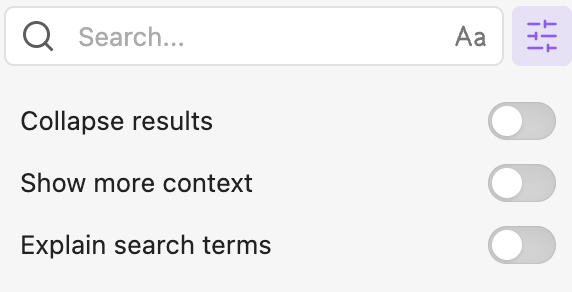 Search... Aa
Collapse results
Show more context
Explain search terms